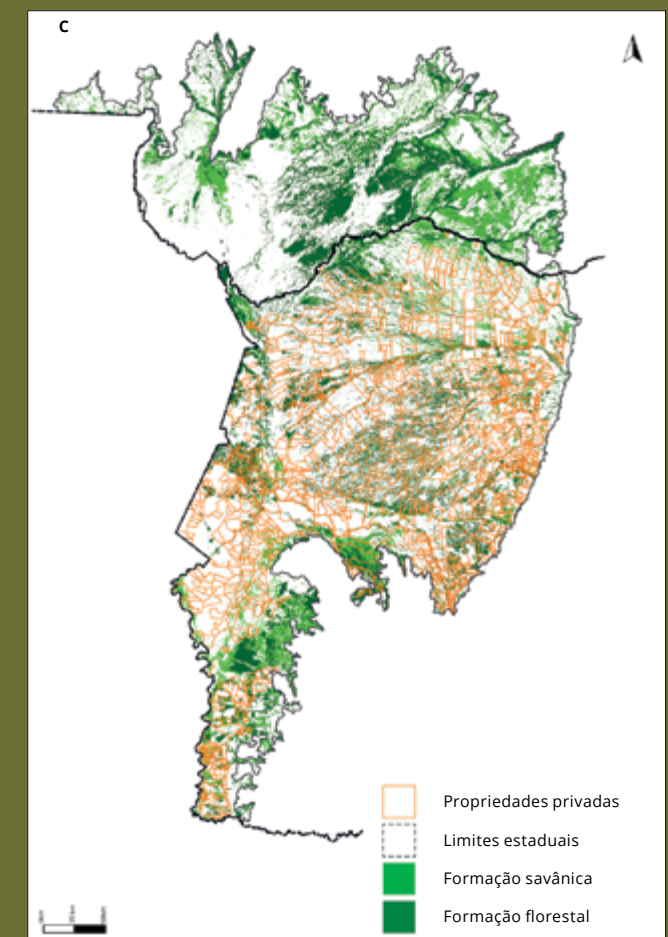 C
Propriedades privadas
Limites estaduais
Formação savânica
Formação florestal